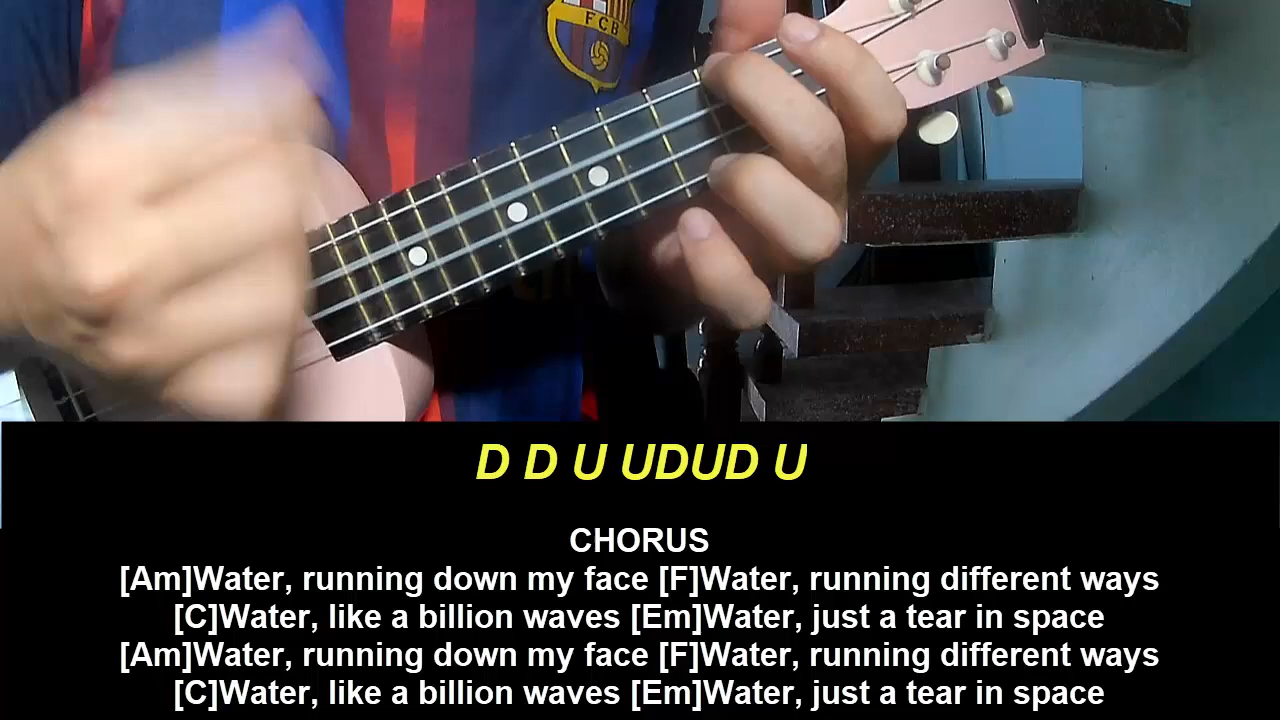 FCB
D D U UDUD U
CHORUS
[Am]Water, running down my face [F]Water, running different ways
[C]Water, like a billion waves [Em]Water, just a tear in space
[Am]Water, running down my face [F]Water, running different ways
[C]Water, like a billion waves [Em]Water, just a tear in space